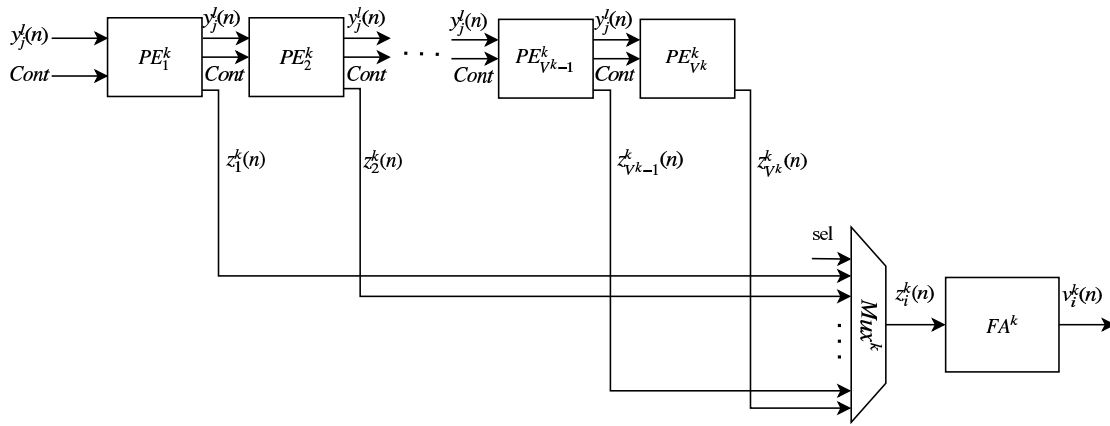 y_j^l(n) y_j^l(n) y_j^l(n) y_j^l(n)
y_j^l(n) PE_1^k PE_2^k . . . PE_{V^k-1}^k PE_{V^k}^k
Cont Cont Cont Cont Cont
z_1^k(n) z_2^k(n) z_{V^k-1}^k(n) z_{V^k}^k(n)
sel
Mux^k
z_i^k(n)
FA^k
v_i^k(n)